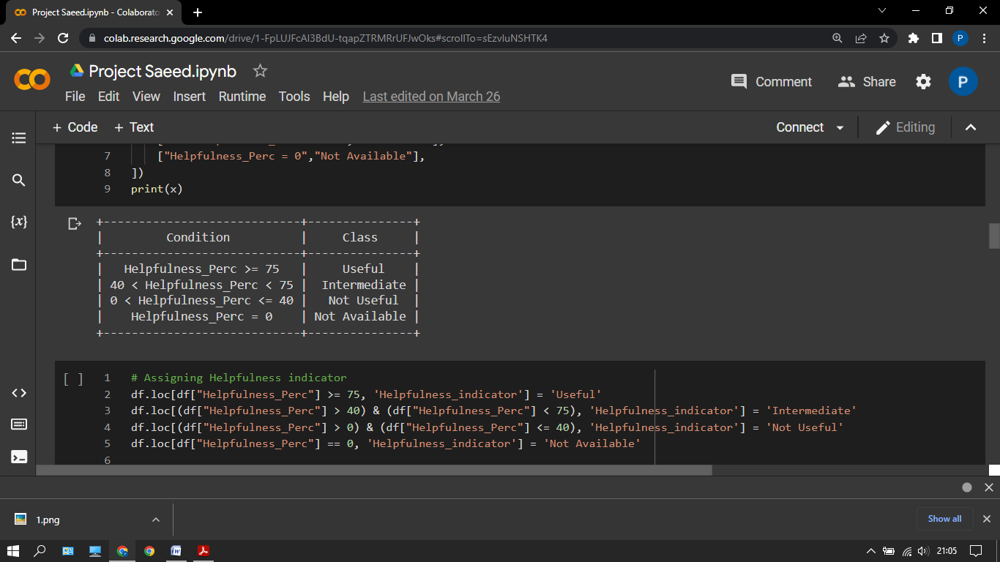 Project Saeed.ipynb - Colaborato
colab.research.google.com/drive/1-FpLUJFcAI3BdU-tqapZTRMRrUFJwOks#scrollTo=sEzvIuNSHTK4
P
Project Saeed.ipynb
Comment
Share
P
File Edit View Insert Runtime Tools Help Last edited on March 26
+ Code + Text
Connect
Editing
7 ["Helpfulness_Perc = 0","Not Available"],
8 ])
9 print(x)
{x}
+----------------------------+---------------+
| Condition | Class |
+----------------------------+---------------+
| Helpfulness_Perc >= 75 | Useful |
| 40 < Helpfulness_Perc < 75 | Intermediate |
| 0 < Helpfulness_Perc <= 40 | Not Useful |
| Helpfulness_Perc = 0 | Not Available |
+----------------------------+---------------+
[ ] 1 # Assigning Helpfulness indicator
2 df.loc[df["Helpfulness_Perc"] >= 75, 'Helpfulness_indicator'] = 'Useful'
3 df.loc[(df["Helpfulness_Perc"] > 40) & (df["Helpfulness_Perc"] < 75), 'Helpfulness_indicator'] = 'Intermediate'
4 df.loc[(df["Helpfulness_Perc"] > 0) & (df["Helpfulness_Perc"] <= 40), 'Helpfulness_indicator'] = 'Not Useful'
5 df.loc[df["Helpfulness_Perc"] == 0, 'Helpfulness_indicator'] = 'Not Available'
6
1.png
Show all
21:05